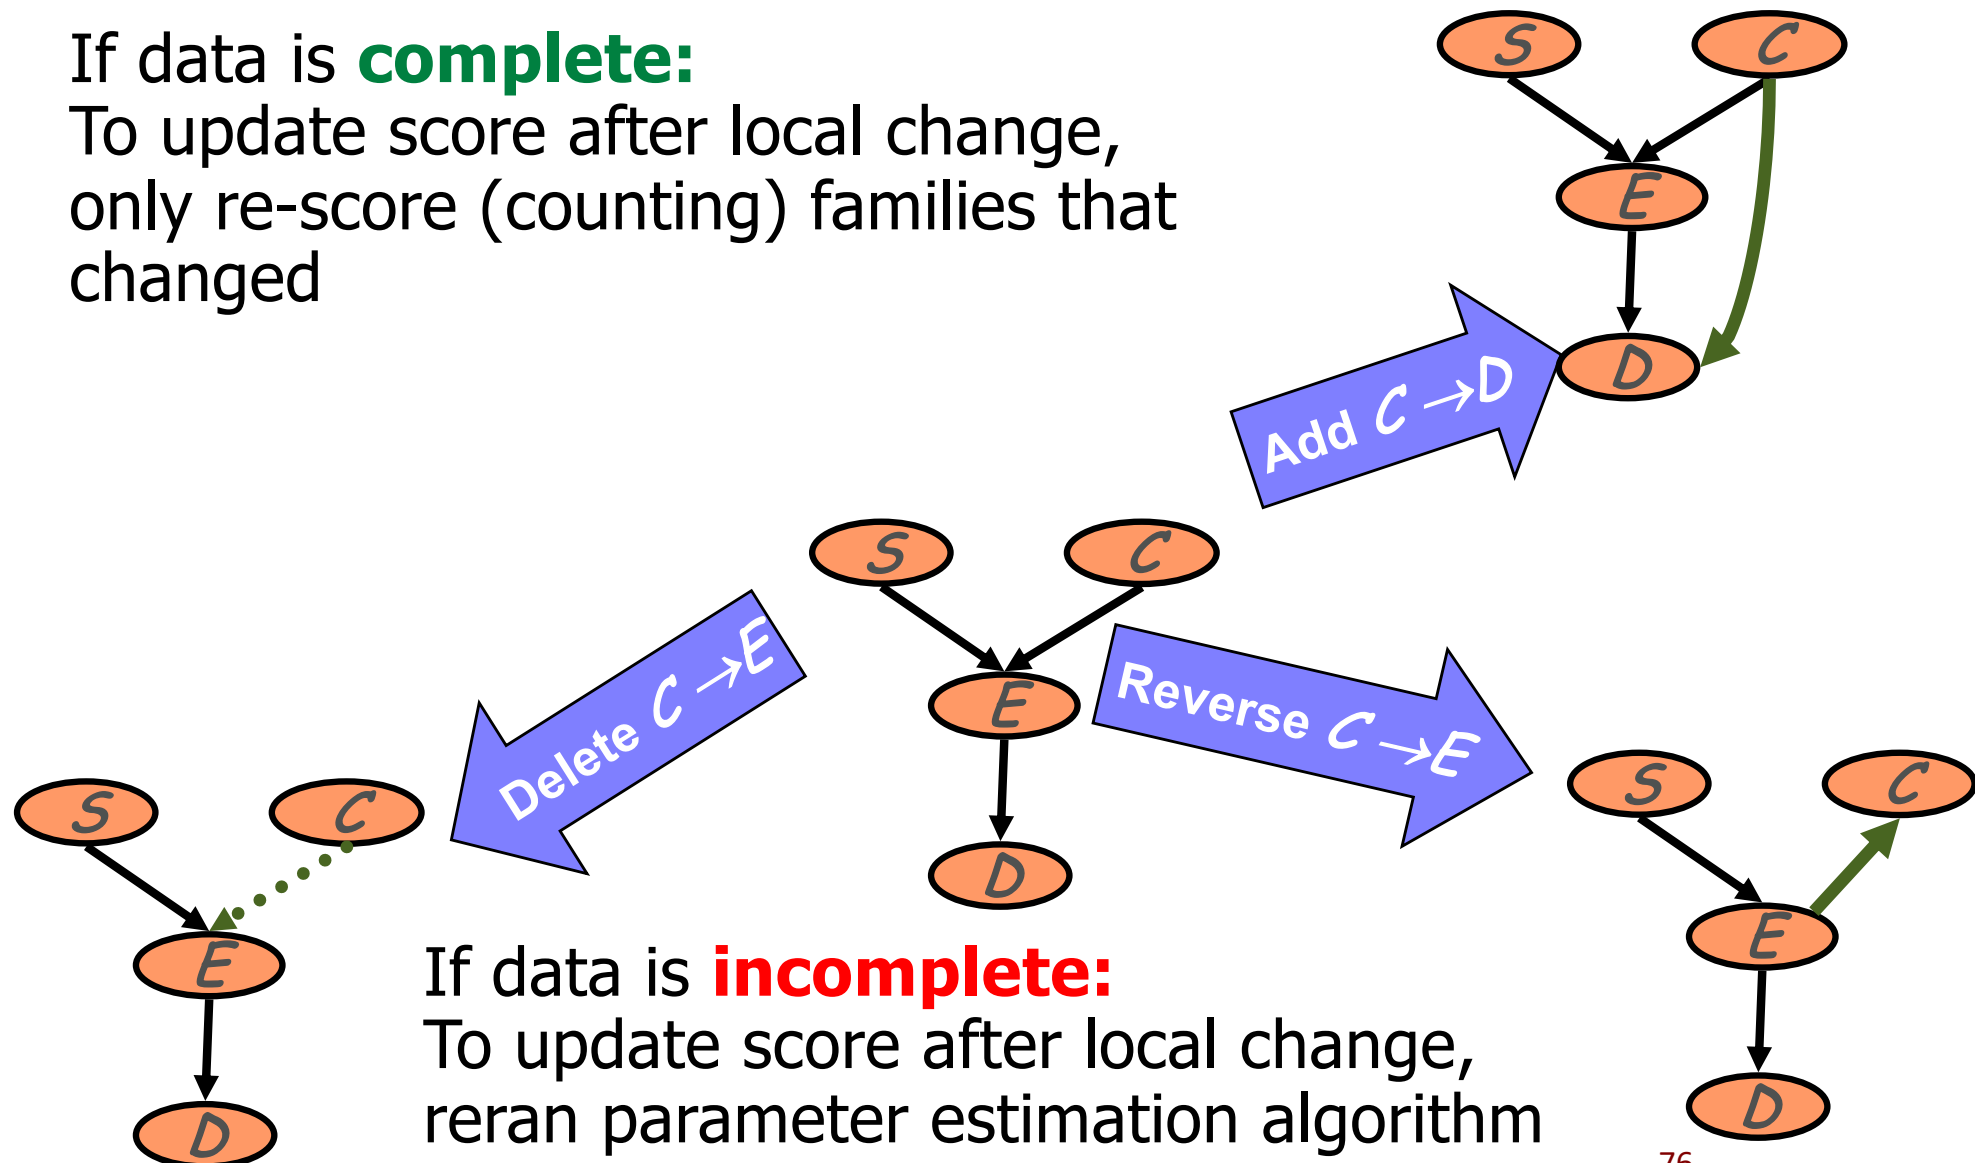 If data is complete:
To update score after local change,
only re-score (counting) families that
changed
S C
E
D
Add C →D
S C
E
D
Delete C →E
Reverse C →E
S C
E
D
S C
E
D
If data is incomplete:
To update score after local change,
reran parameter estimation algorithm
76